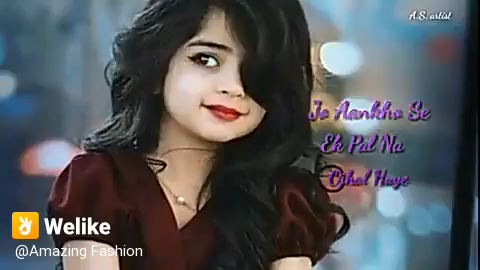 A.S. artist
Jo Aankho Se
Ek Pal Na
Ojhal Huye
Welike
@Amazing Fashion